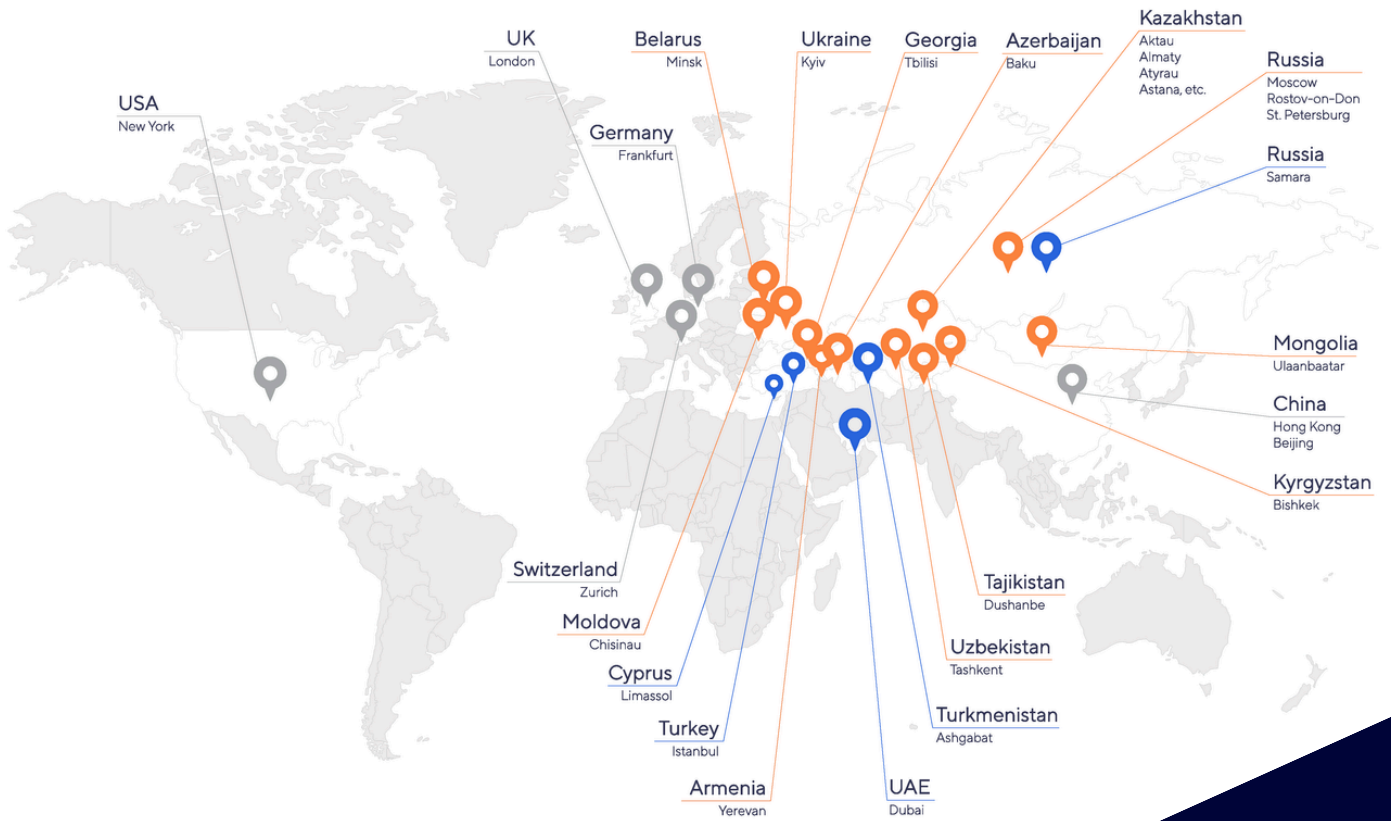 USA
New York
UK
London
Germany
Frankfurt
Belarus
Minsk
Ukraine
Kyiv
Georgia
Tbilisi
Azerbaijan
Baku
Kazakhstan
Aktau
Almaty
Atyrau
Astana, etc.
Russia
Moscow
Rostov-on-Don
St. Petersburg
Russia
Samara
Mongolia
Ulaanbaatar
China
Hong Kong
Beijing
Kyrgyzstan
Bishkek
Switzerland
Zurich
Moldova
Chisinau
Cyprus
Limassol
Turkey
Istanbul
Armenia
Yerevan
Tajikistan
Dushanbe
Uzbekistan
Tashkent
Turkmenistan
Ashgabat
UAE
Dubai